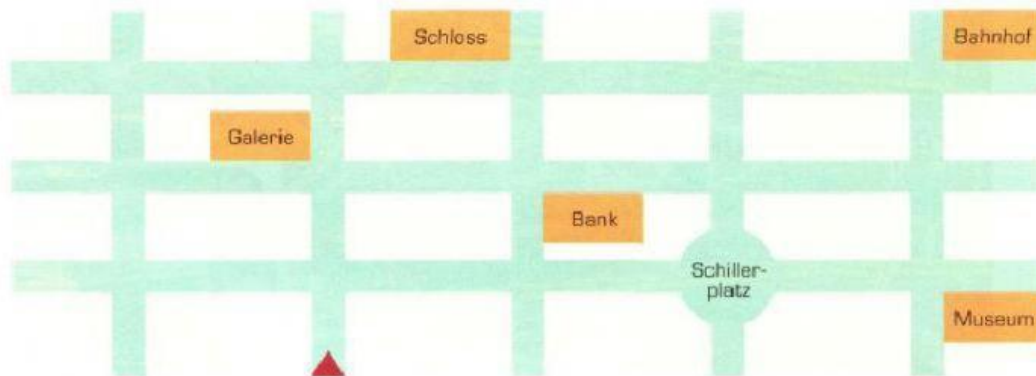 Schloss
Bahnhof
Galerie
Bank
Schiller-
platz
Museum